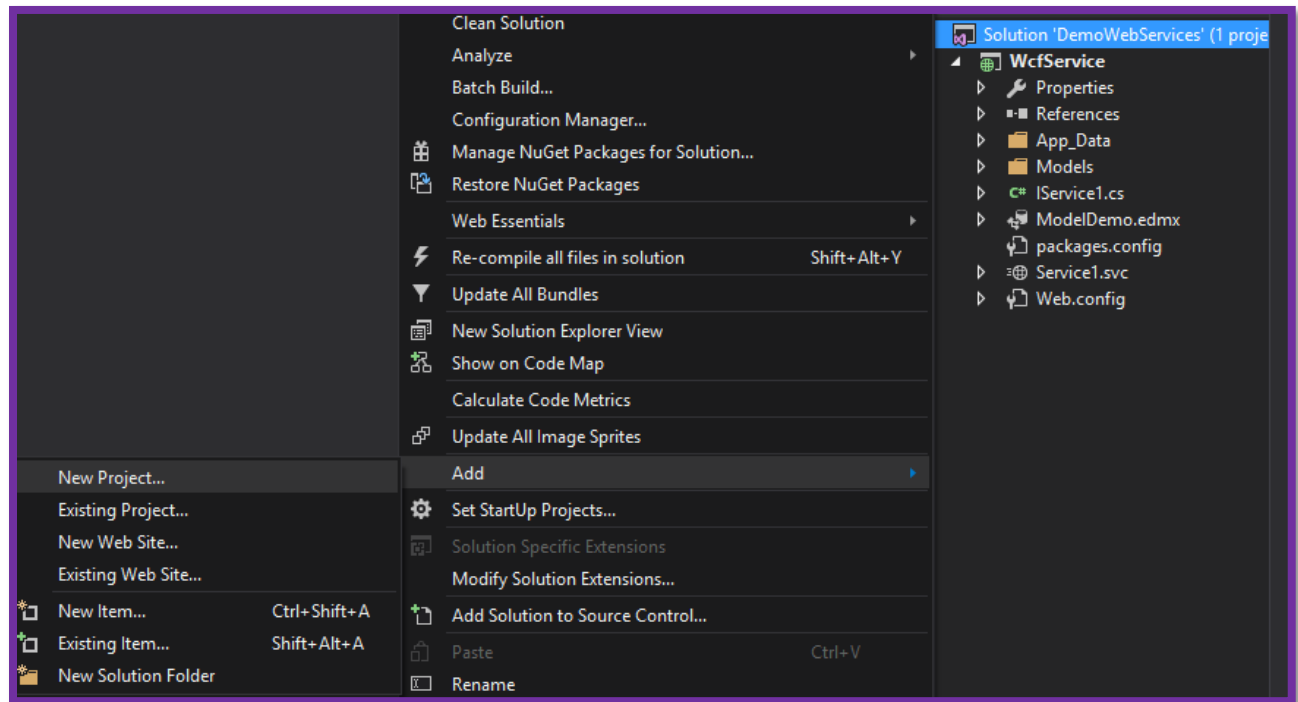 Clean Solution
Analyze
Batch Build...
Configuration Manager...
Manage NuGet Packages for Solution...
Restore NuGet Packages
Web Essentials
Re-compile all files in solution Shift+Alt+Y
Update All Bundles
New Solution Explorer View
Show on Code Map
Calculate Code Metrics
Update All Image Sprites
Add
Set StartUp Projects...
Solution Specific Extensions
Modify Solution Extensions...
Add Solution to Source Control...
Paste Ctrl+V
Rename
New Project...
Existing Project...
New Web Site...
Existing Web Site...
New Item... Ctrl+Shift+A
Existing Item... Shift+Alt+A
New Solution Folder
Solution 'DemoWebServices' (1 proje
WcfService
Properties
References
App_Data
Models
C# IService1.cs
ModelDemo.edmx
packages.config
Service1.svc
Web.config